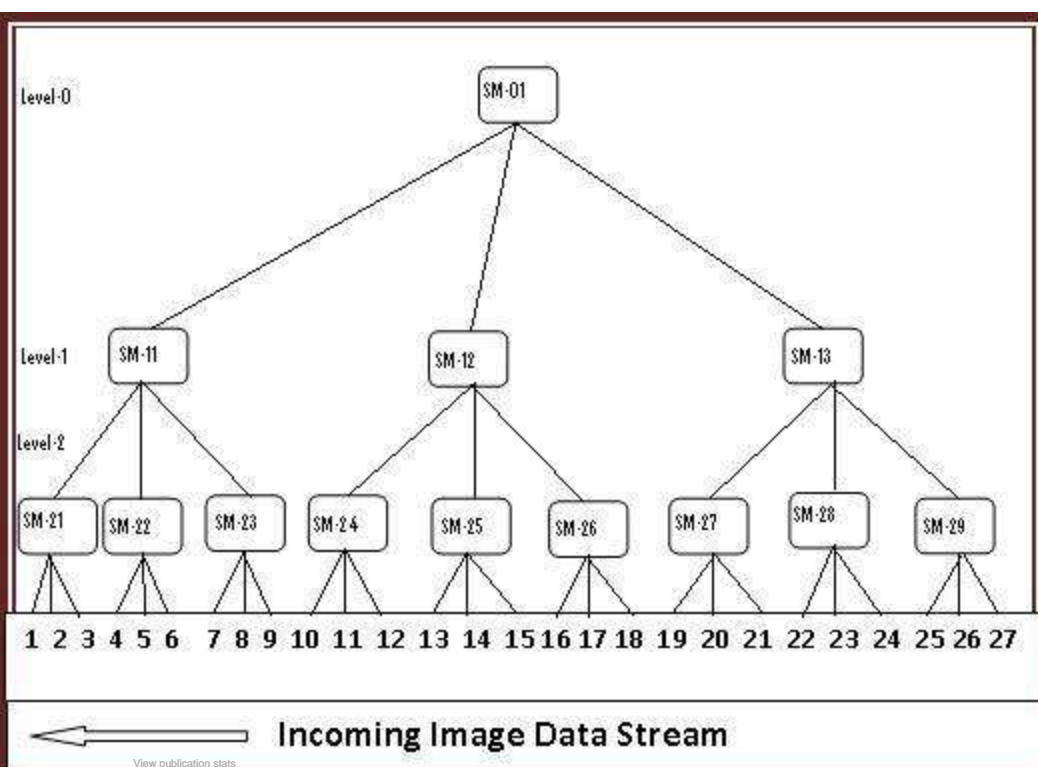 Level-0
SM-01
Level-1
SM-11
SM-12
SM-13
Level-2
SM-21 SM-22 SM-23 SM-24 SM-25 SM-26 SM-27 SM-28 SM-29
1 2 3 4 5 6 7 8 9 10 11 12 13 14 15 16 17 18 19 20 21 22 23 24 25 26 27
Incoming Image Data Stream
View publication stats